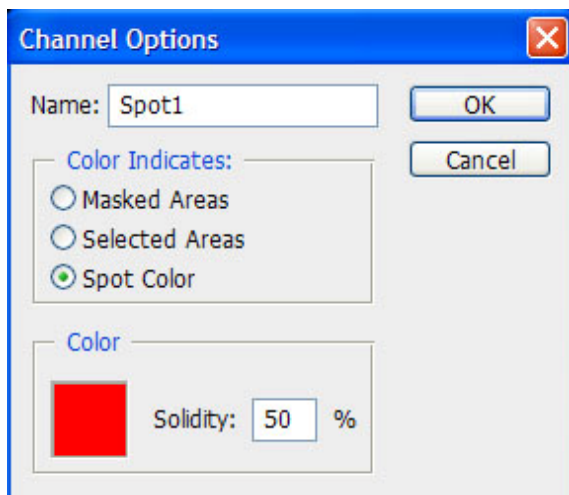 Channel Options
Name: Spot1
OK
Cancel
Color Indicates:
Masked Areas
Selected Areas
Spot Color
Color
Solidity: 50 %